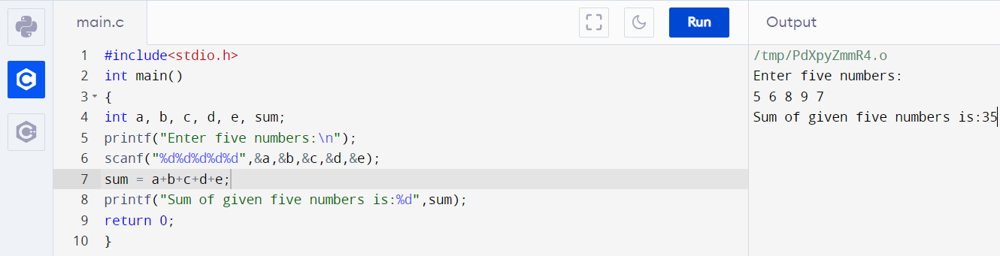 main.c
Run
Output
1 #include<stdio.h>
2 int main()
3 {
4 int a, b, c, d, e, sum;
5 printf("Enter five numbers:\n");
6 scanf("%d%d%d%d%d",&a,&b,&c,&d,&e);
7 sum = a+b+c+d+e;
8 printf("Sum of given five numbers is:%d",sum);
9 return 0;
10 }
/tmp/PdXpyZmmR4.o
Enter five numbers:
5 6 8 9 7
Sum of given five numbers is:35